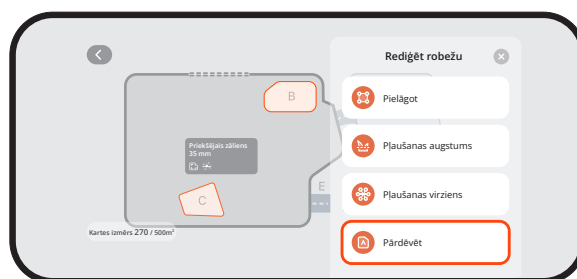 Rediģēt robežu
B
Pielāgot
Priekšējais zāliens
35 mm
Pļaušanas augstums
E
Pļaušanas virziens
C
Kartes izmērs 270 / 500m²
Pārdēvēt